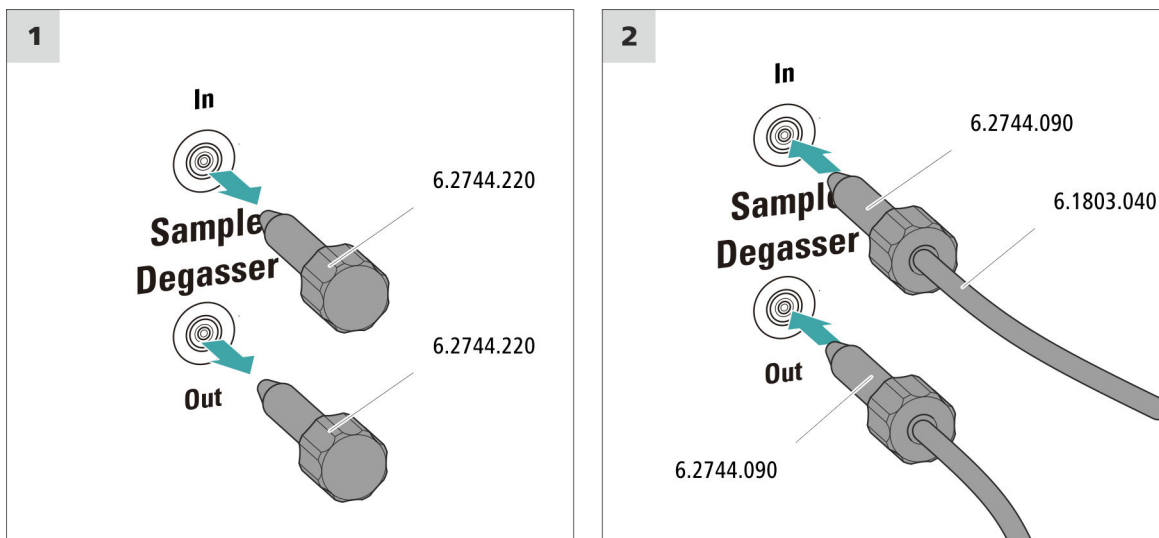 1
In
6.2744.220
Sample
Degasser
6.2744.220
Out
2
In
6.2744.090
6.1803.040
Sample
Degasser
Out
6.2744.090